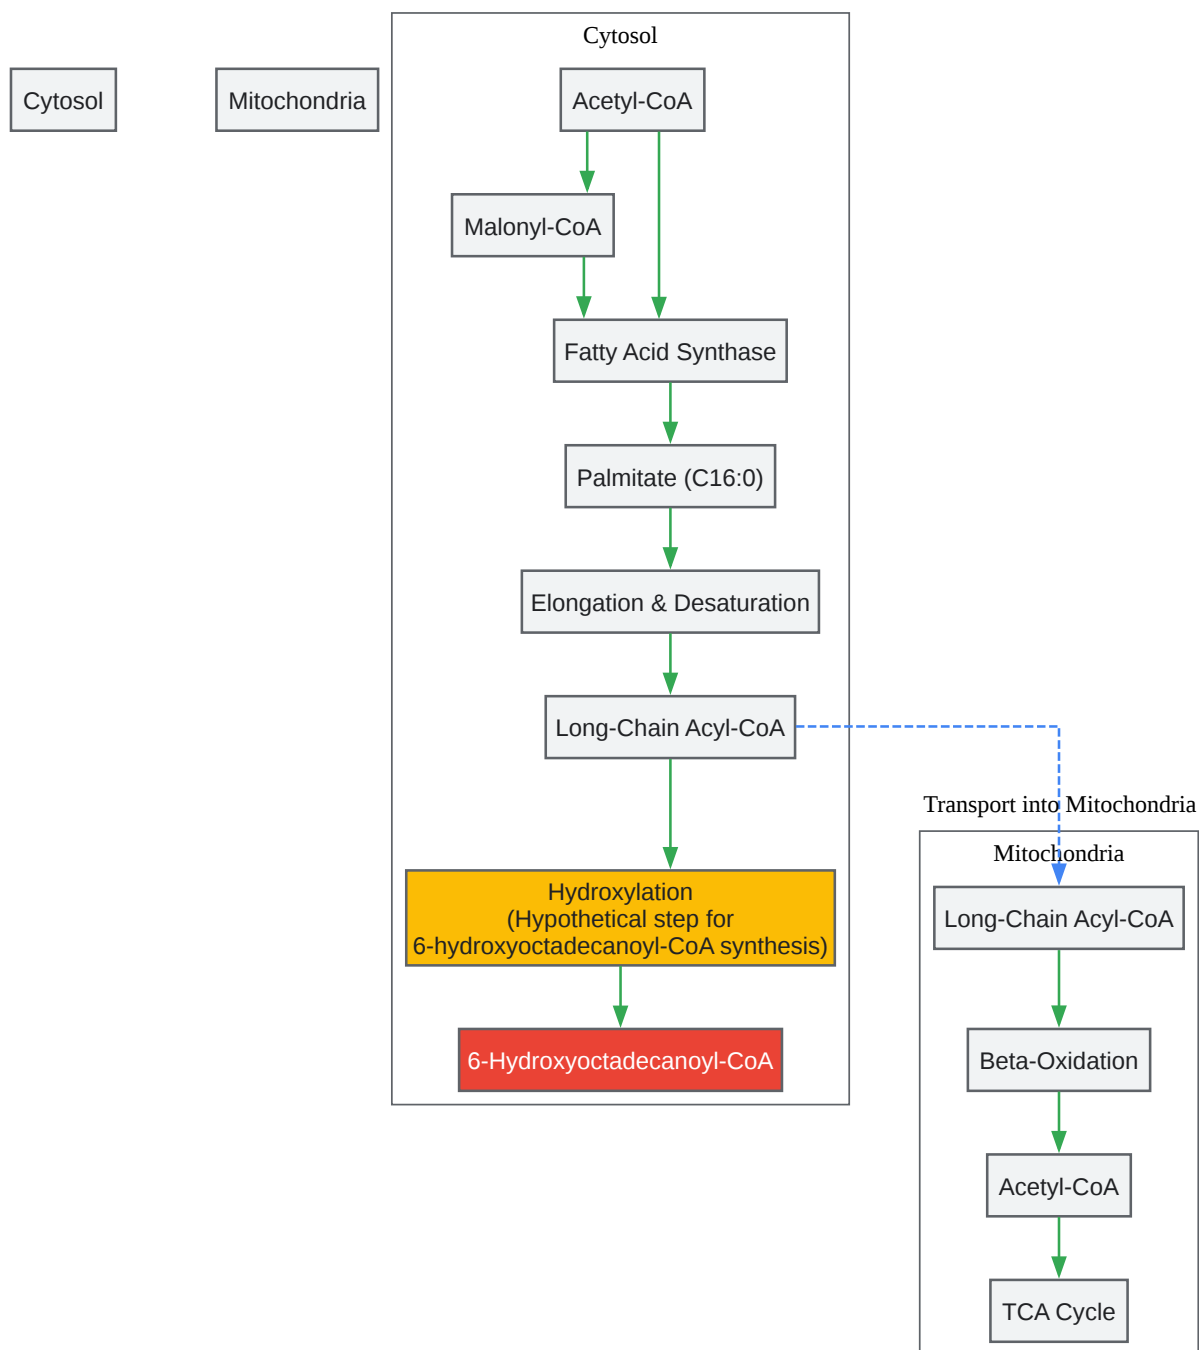 Cytosol
Cytosol
Mitochondria
Acetyl-CoA
Malonyl-CoA
Fatty Acid Synthase
Palmitate (C16:0)
Elongation & Desaturation
Long-Chain Acyl-CoA
Transport into Mitochondria
Mitochondria
Hydroxylation
(Hypothetical step for
6-hydroxyoctadecanoyl-CoA synthesis)
Long-Chain Acyl-CoA
6-Hydroxyoctadecanoyl-CoA
Beta-Oxidation
Acetyl-CoA
TCA Cycle